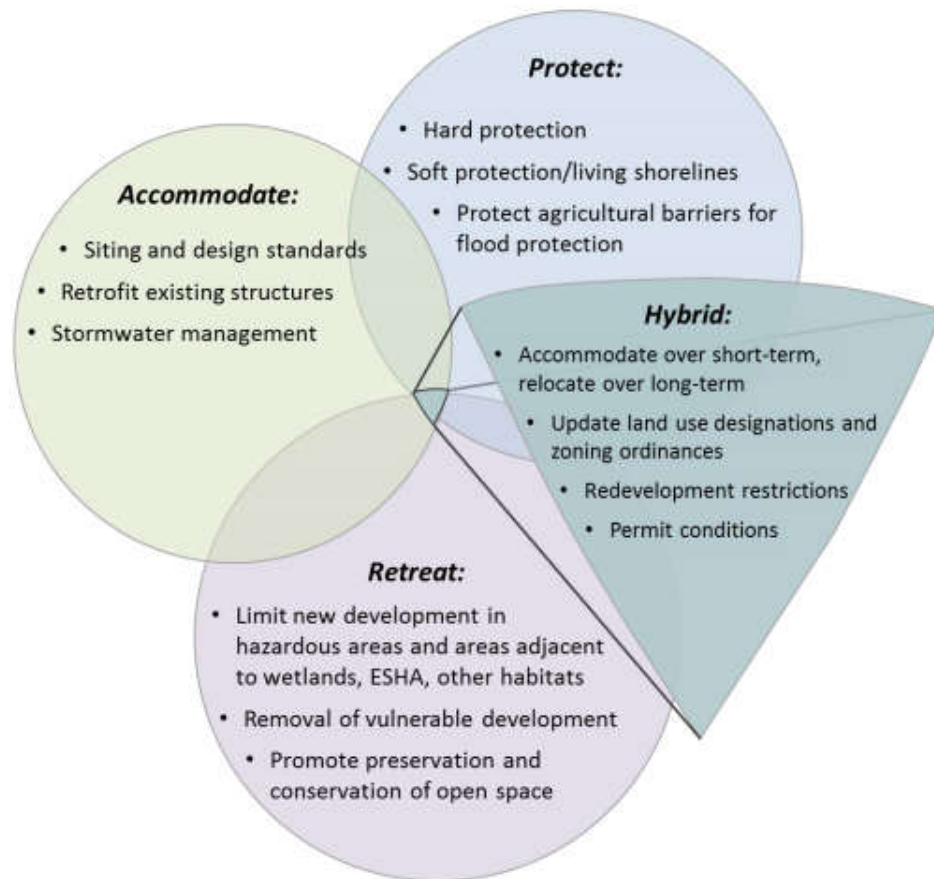 Protect:
• Hard protection
• Soft protection/living shorelines
• Protect agricultural barriers for
flood protection
Accommodate:
• Siting and design standards
• Retrofit existing structures
• Stormwater management
Hybrid:
• Accommodate over short-term,
relocate over long-term
• Update land use designations and
zoning ordinances
• Redevelopment restrictions
• Permit conditions
Retreat:
• Limit new development in
hazardous areas and areas adjacent
to wetlands, ESHA, other habitats
• Removal of vulnerable development
• Promote preservation and
conservation of open space